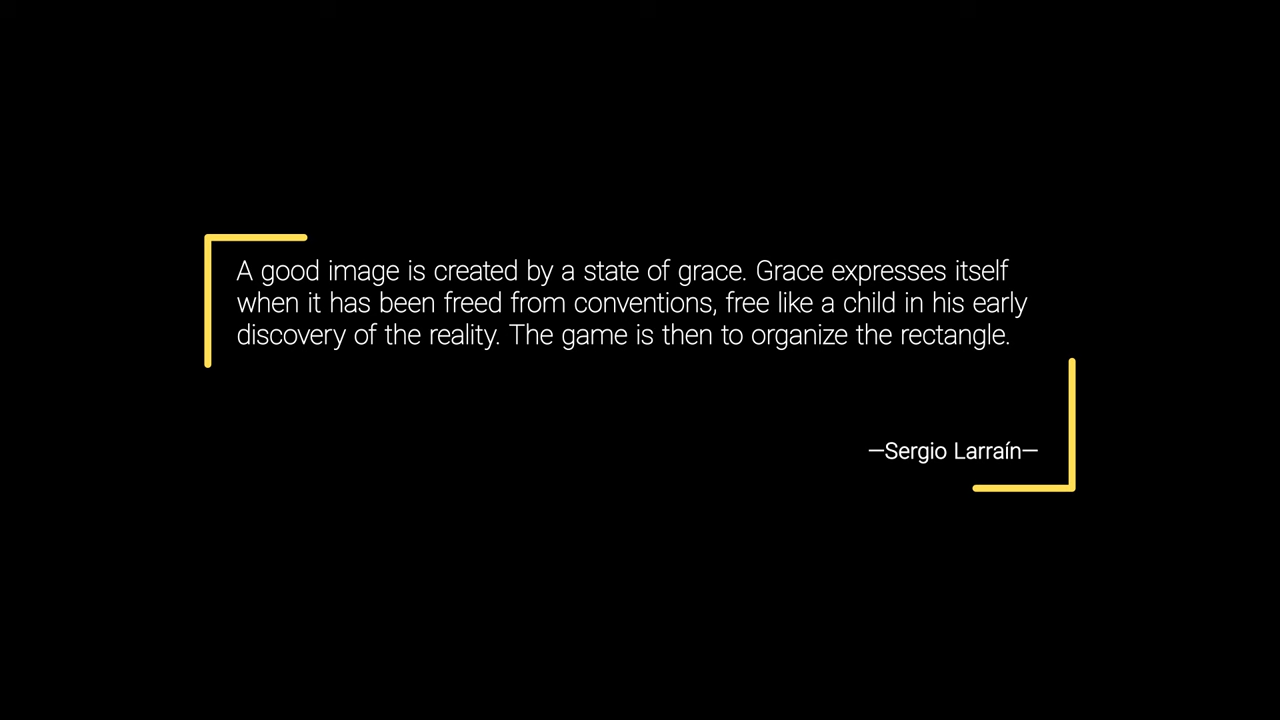 A good image is created by a state of grace. Grace expresses itself
when it has been freed from conventions, free like a child in his early
discovery of the reality. The game is then to organize the rectangle.
—Sergio Larraín—